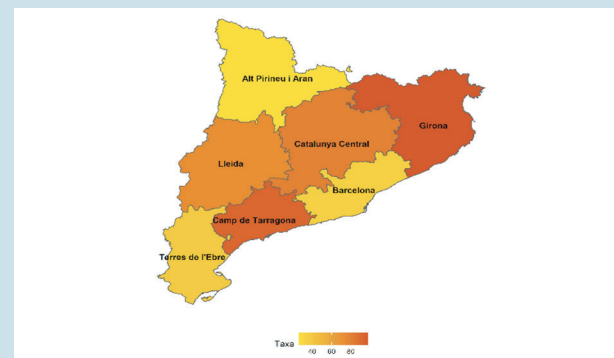 Alt Pirineu i Aran
Girona
Catalunya Central
Lleida
Barcelona
Camp de Tarragona
Terres de l'Ebre
Taxa
40 60 80